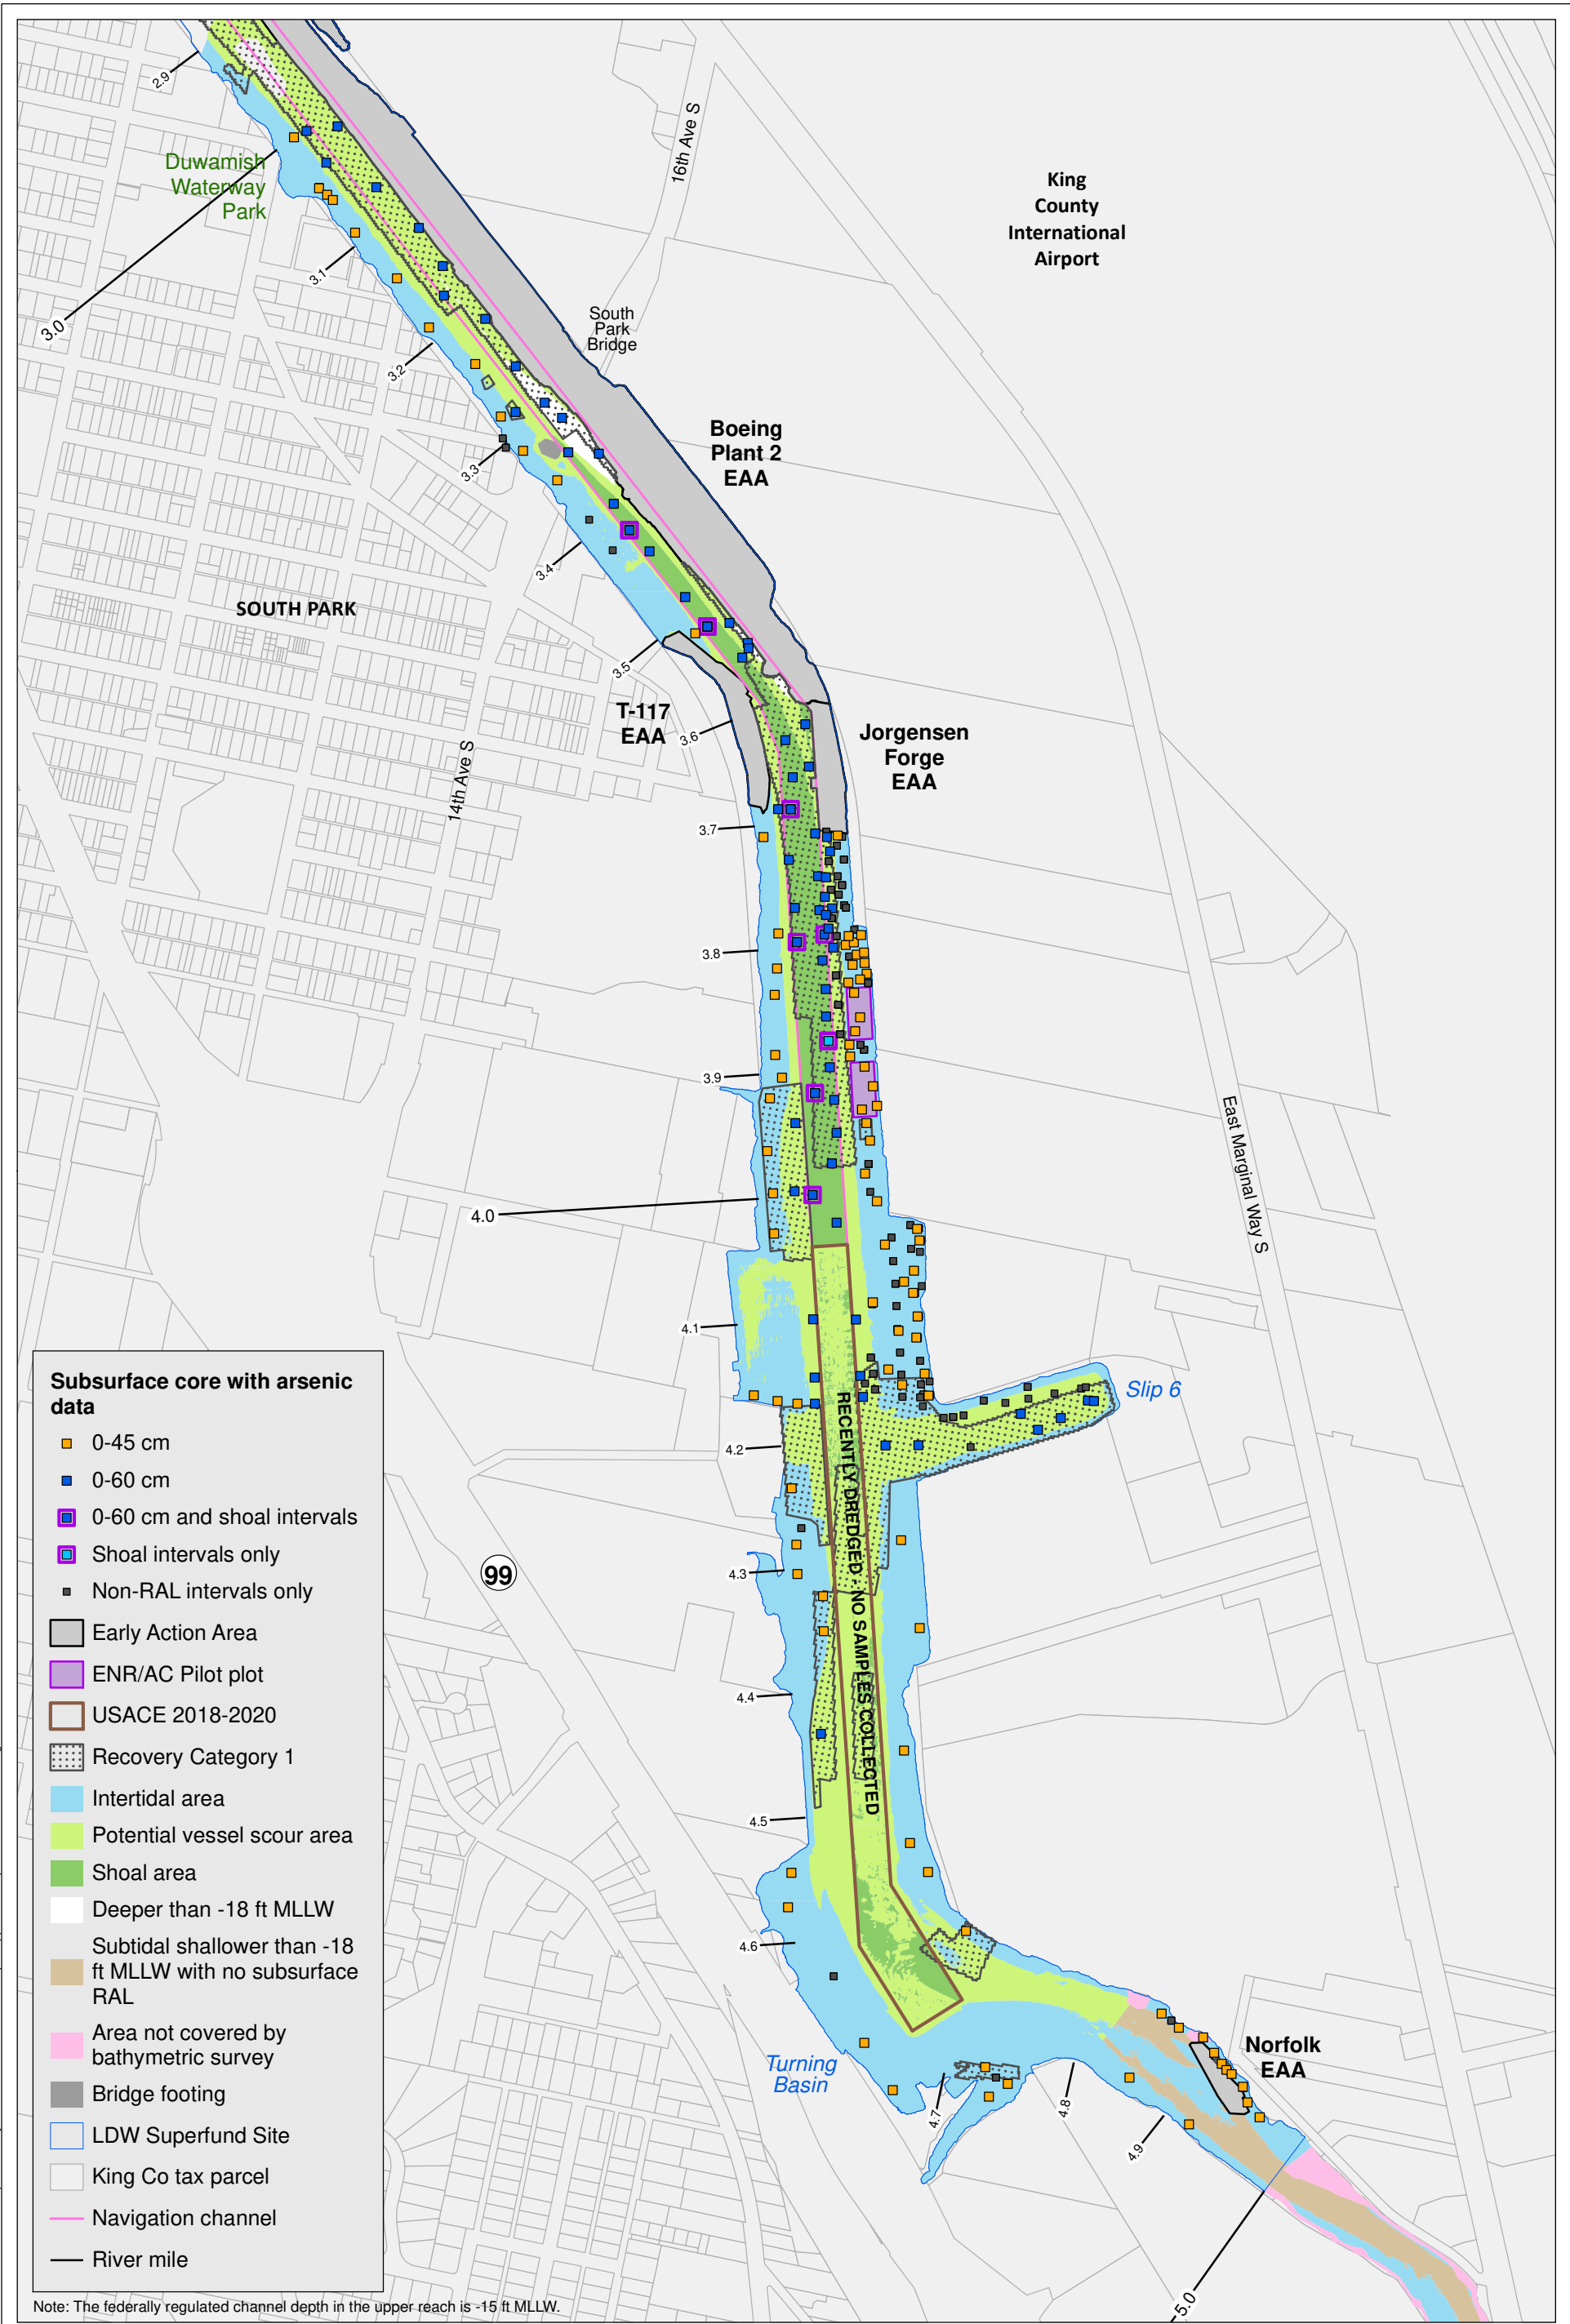 2.9
Duwamish
Waterway
Park
16th Ave S
King
County
International
Airport
3.0
3.1
South
Park
Bridge
3.2
Boeing
Plant 2
EAA
3.3
3.4
SOUTH PARK
3.5
T-117
EAA
3.6
Jorgensen
Forge
EAA
14th Ave S
3.7
3.8
3.9
East Marginal Way S
4.0
4.1
Slip 6
4.2
RECENTLY DREDGED - NO SAMPLES COLLECTED
4.3
99
4.4
4.5
4.6
Turning
Basin
4.7
4.8
4.9
Norfolk
EAA
5.0
Subsurface core with arsenic
data
0-45 cm
0-60 cm
0-60 cm and shoal intervals
Shoal intervals only
Non-RAL intervals only
Early Action Area
ENR/AC Pilot plot
USACE 2018-2020
Recovery Category 1
Intertidal area
Potential vessel scour area
Shoal area
Deeper than -18 ft MLLW
Subtidal shallower than -18
ft MLLW with no subsurface
RAL
Area not covered by
bathymetric survey
Bridge footing
LDW Superfund Site
King Co tax parcel
Navigation channel
River mile
Note: The federally regulated channel depth in the upper reach is -15 ft MLLW.